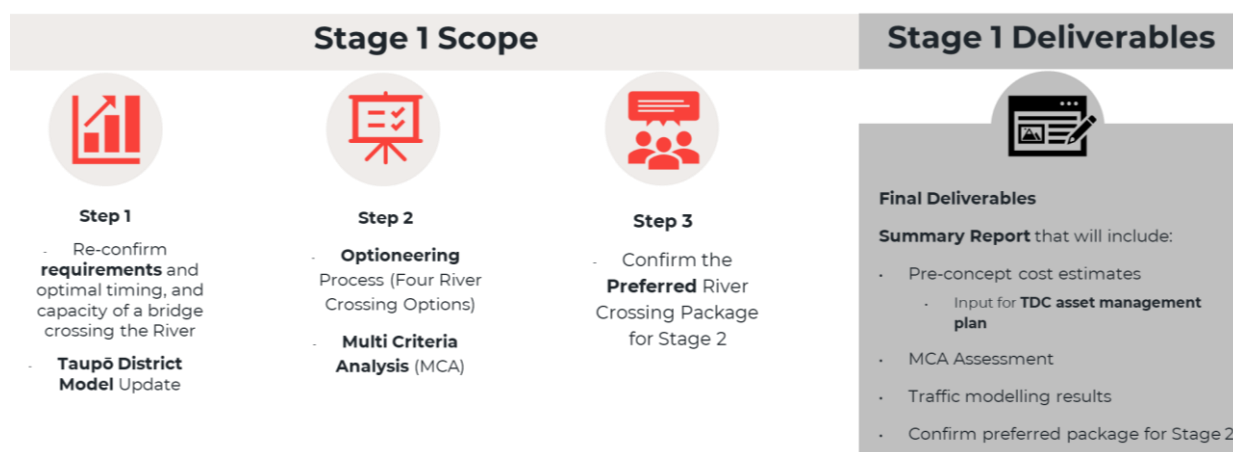 Stage 1 Scope
Stage 1 Deliverables
Step 1
- Re-confirm
requirements and
optimal timing, and
capacity of a bridge
crossing the River
- Taupō District
Model Update
Step 2
- Optioneering
Process (Four River
Crossing Options)
- Multi Criteria
Analysis (MCA)
Step 3
- Confirm the
Preferred River
Crossing Package
for Stage 2
Final Deliverables
Summary Report that will include:
• Pre-concept cost estimates
• Input for TDC asset management
plan
• MCA Assessment
• Traffic modelling results
• Confirm preferred package for Stage 2